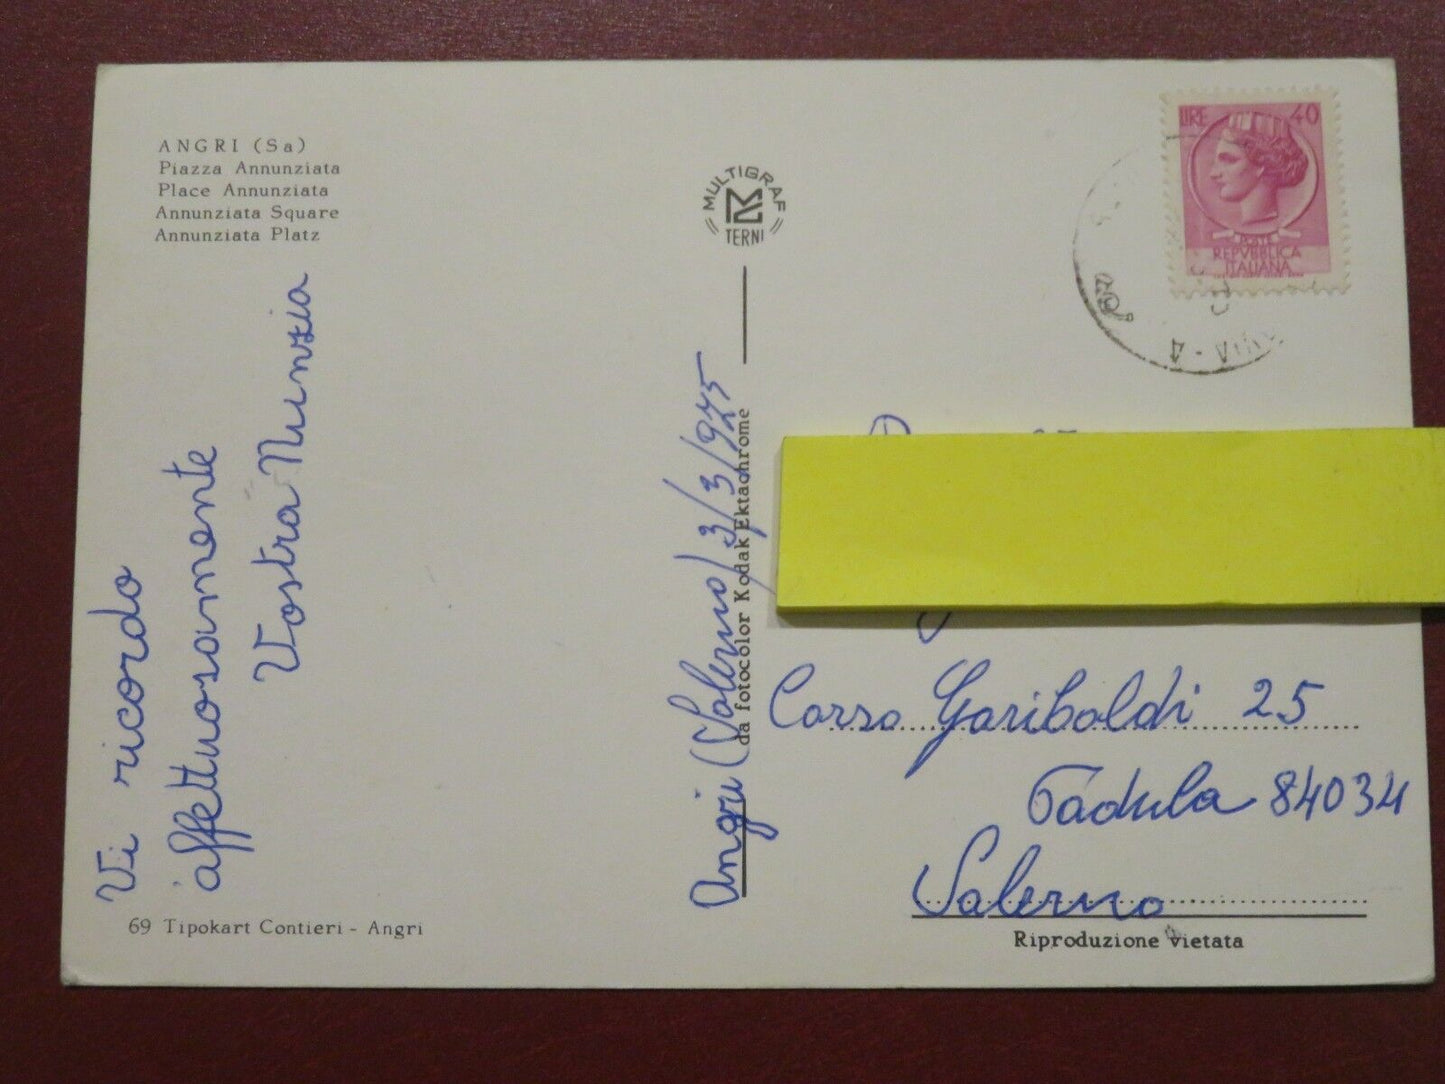 ANGRI (Sa)
Piazza Annunziata
Place Annunziata
Annunziata Square
Annunziata Platz
Vi ricordo
affettuosamente
Vostra Nunzia
69 Tipokart Contieri - Angri
MULTIGRAF
TERNI
da fotocolor Kodak Ektachrome
Angri (Salerno) 3/3/975
LIRE 40
POSTE
REPVBBLICA
ITALIANA
Corso Garibaldi 25
Padula 84034
Salerno
Riproduzione vietata